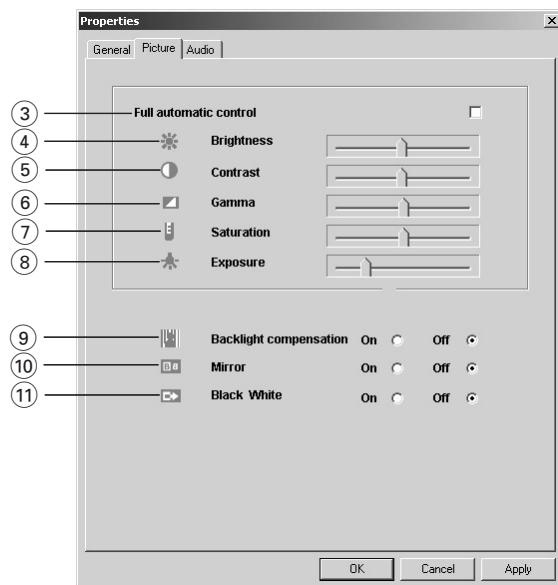 Properties
General Picture Audio
3 Full automatic control
4 Brightness
5 Contrast
6 Gamma
7 Saturation
8 Exposure
9 Backlight compensation On Off
10 Mirror On Off
11 Black White On Off
OK Cancel Apply